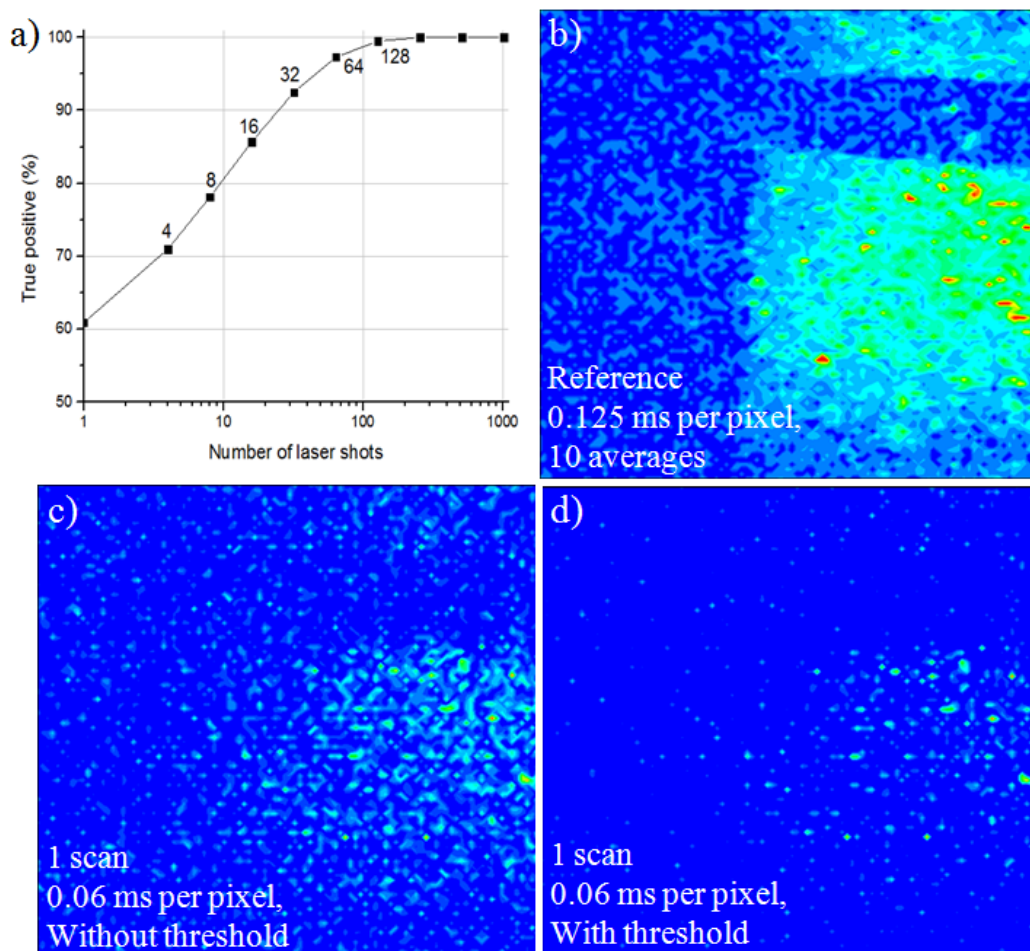 a)
100
90
80
70
60
50
True positive (%)
4
8
16
32
64
128
1
10
100
1000
Number of laser shots
b)
Reference
0.125 ms per pixel,
10 averages
c)
1 scan
0.06 ms per pixel,
Without threshold
d)
1 scan
0.06 ms per pixel,
With threshold